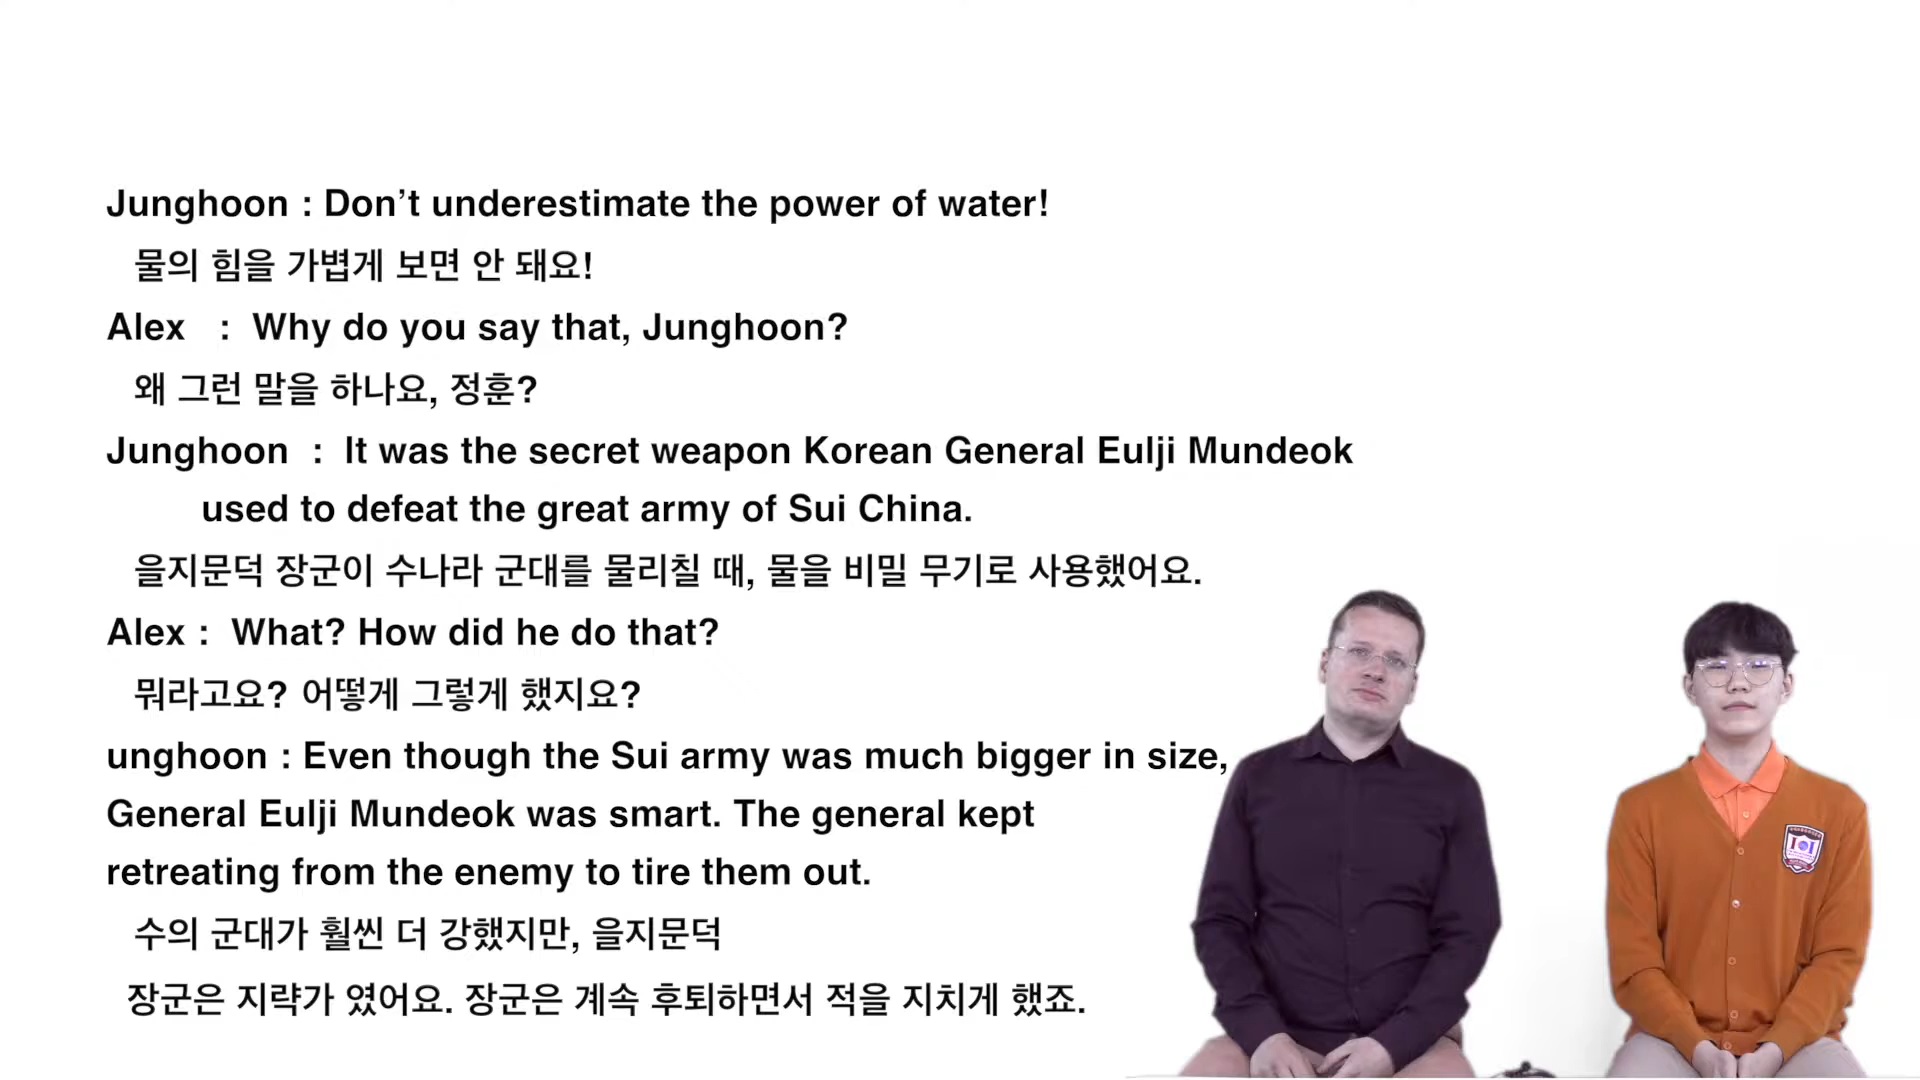 Junghoon : Don’t underestimate the power of water!
물의 힘을 가볍게 보면 안 돼요!
Alex : Why do you say that, Junghoon?
왜 그런 말을 하나요, 정훈?
Junghoon : It was the secret weapon Korean General Eulji Mundeok
used to defeat the great army of Sui China.
을지문덕 장군이 수나라 군대를 물리칠 때, 물을 비밀 무기로 사용했어요.
Alex : What? How did he do that?
뭐라고요? 어떻게 그렇게 했지요?
unghoon : Even though the Sui army was much bigger in size,
General Eulji Mundeok was smart. The general kept
retreating from the enemy to tire them out.
수의 군대가 훨씬 더 강했지만, 을지문덕
장군은 지략가 였어요. 장군은 계속 후퇴하면서 적을 지치게 했죠.